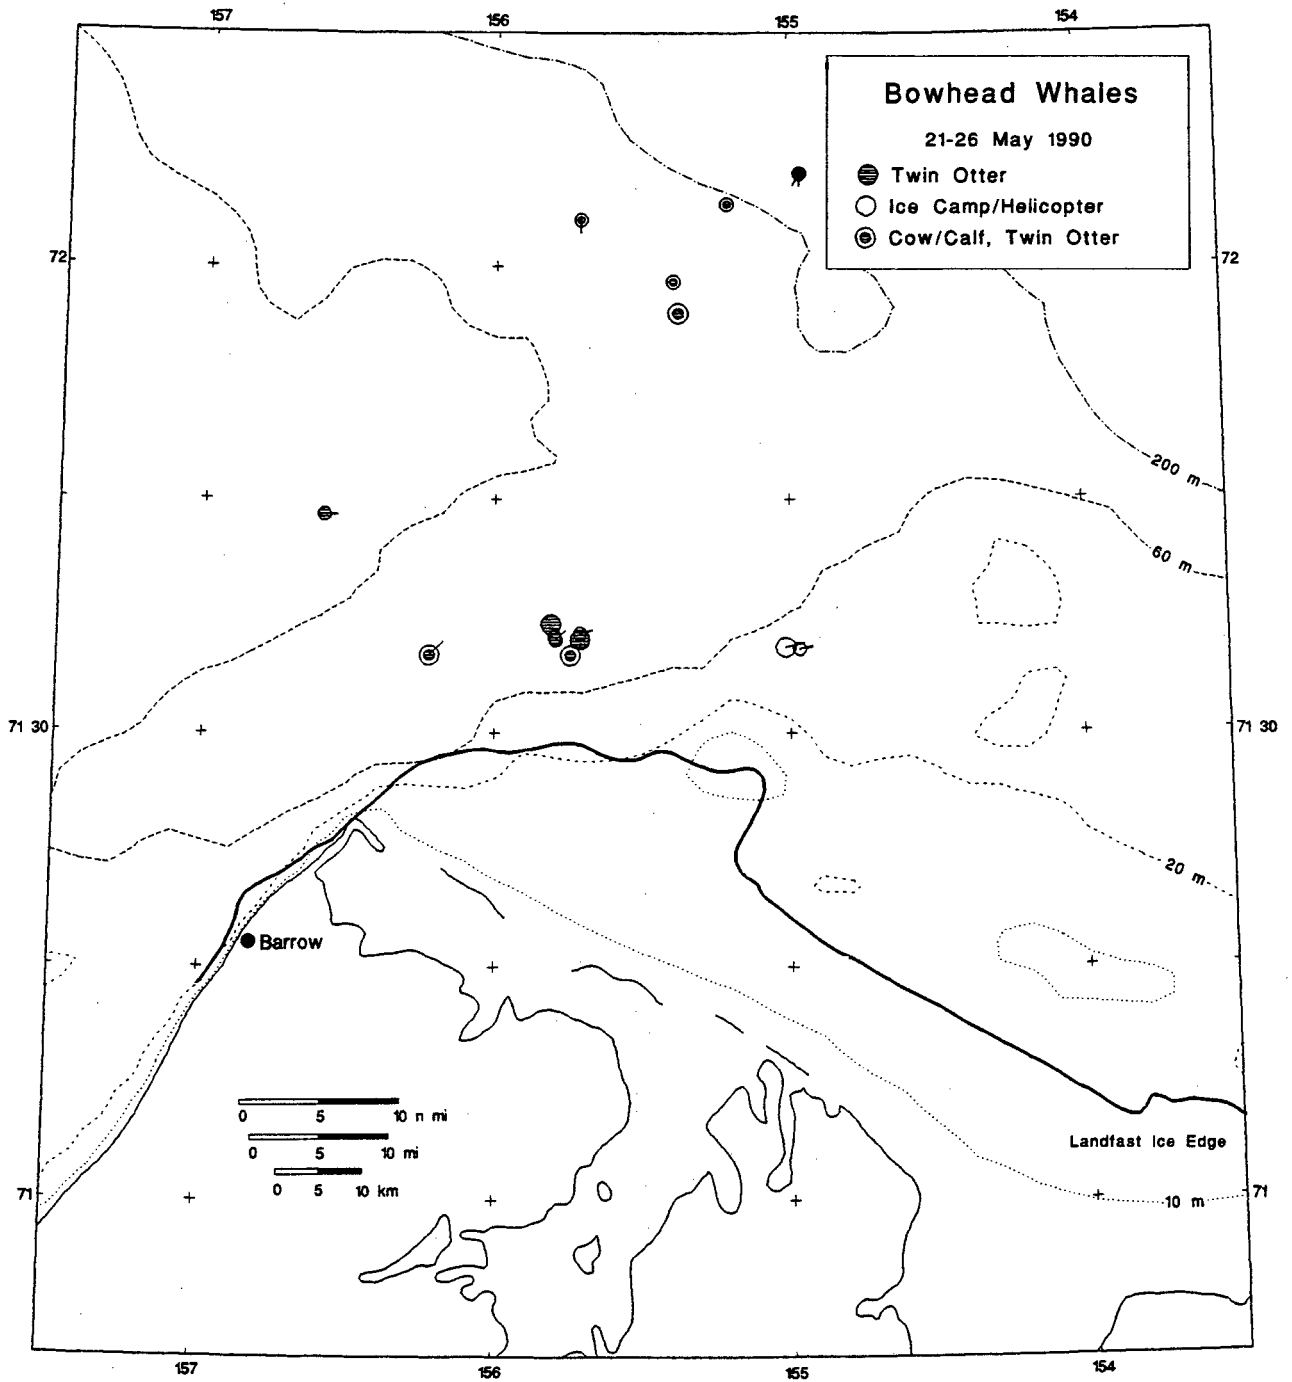 157 156 155 154
Bowhead Whales
21-26 May 1990
Twin Otter
Ice Camp/Helicopter
Cow/Calf, Twin Otter
72 72
200 m
60 m
71 30 71 30
20 m
Barrow
0 5 10 n mi
0 5 10 mi
0 5 10 km
Landfast Ice Edge
71 71
10 m
157 156 155 154